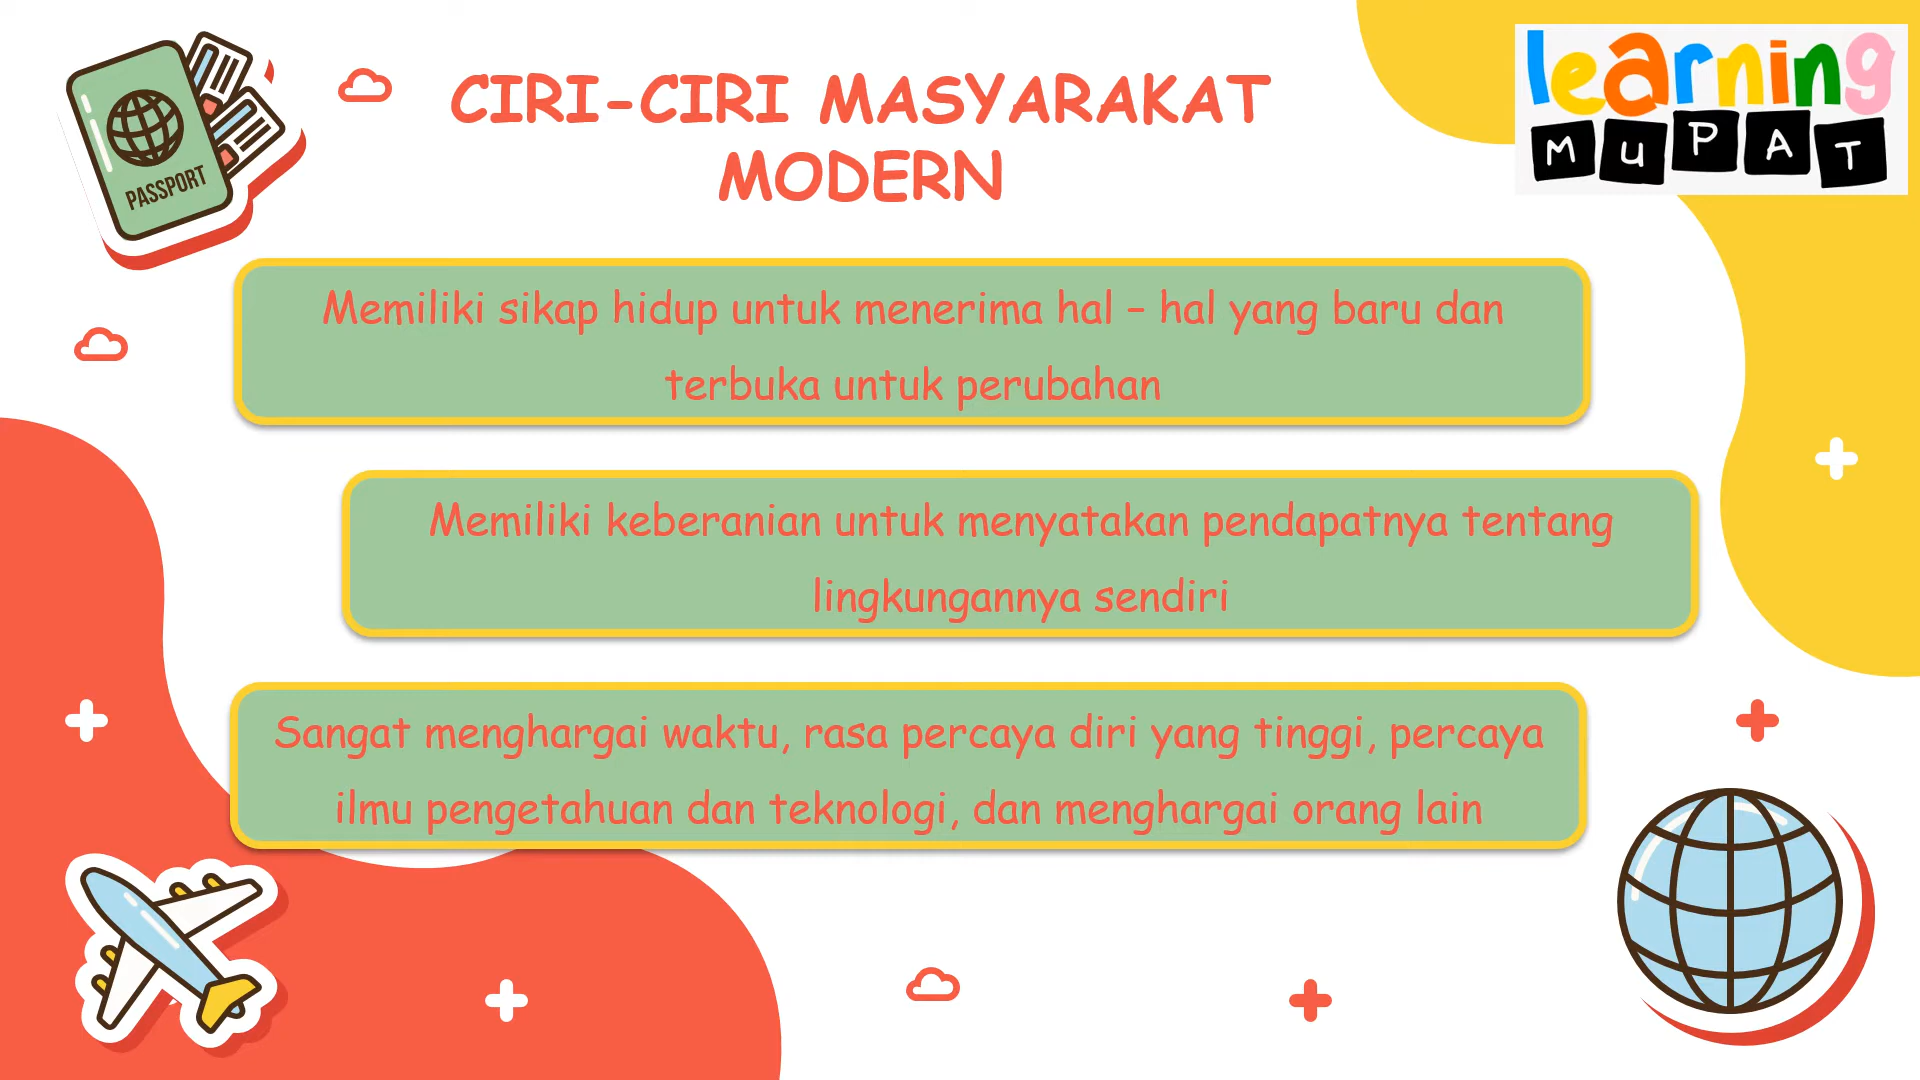 PASSPORT
CIRI-CIRI MASYARAKAT
MODERN
learning
MUPAT
Memiliki sikap hidup untuk menerima hal – hal yang baru dan
terbuka untuk perubahan
Memiliki keberanian untuk menyatakan pendapatnya tentang
lingkungannya sendiri
Sangat menghargai waktu, rasa percaya diri yang tinggi, percaya
ilmu pengetahuan dan teknologi, dan menghargai orang lain